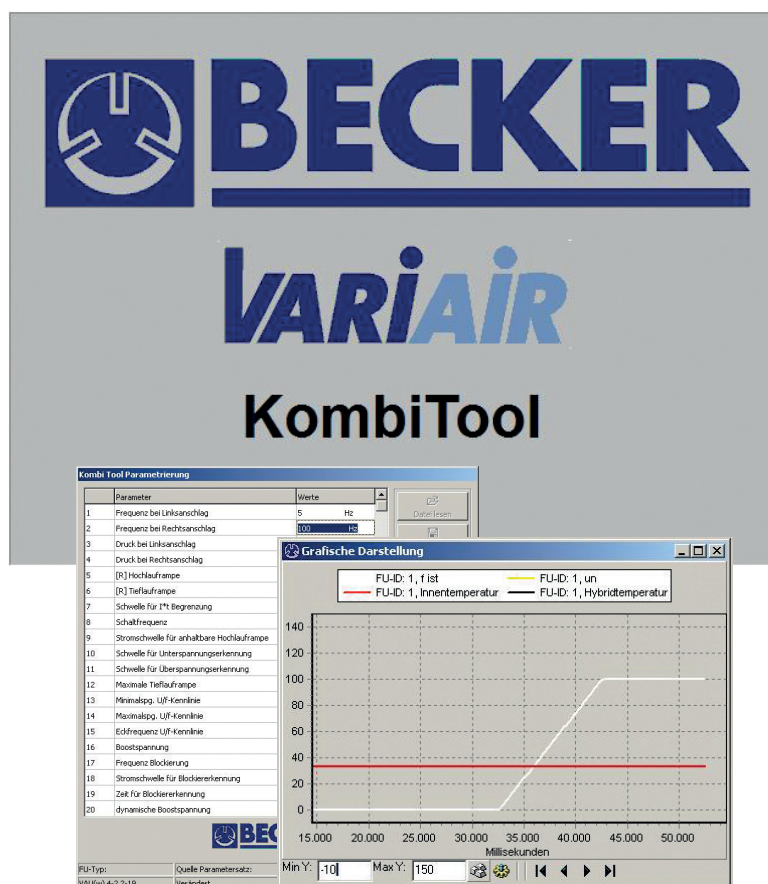 BECKER
VARIAIR
KombiTool
Kombi Tool Parametrierung
Parameter Werte
1 Frequenz bei Linksanschlag 5 Hz
Datei lesen
2 Frequenz bei Rechtsanschlag 100 Hz
3 Druck bei Linksanschlag
4 Druck bei Rechtsanschlag
5 [R] Hochlauframpe
6 [R] Tieflauframpe
7 Schwelle für I*t Begrenzung
8 Schaltfrequenz
9 Stromschwelle für anhaltbare Hochlauframpe
10 Schwelle für Unterspannungserkennung
11 Schwelle für Überspannungserkennung
12 Maximale Tieflauframpe
13 Minimalspg. U/f-Kennlinie
14 Maximalspg. U/f-Kennlinie
15 Eckfrequenz U/f-Kennlinie
16 Boostspannung
17 Frequenz Blockierung
18 Stromschwelle für Blockiererkennung
19 Zeit für Blockiererkennung
20 dynamische Boostspannung
BEC
FU-Typ: Quelle Parametersatz:
VAU(w) 4-2,2-19 Verändert
Grafische Darstellung
FU-ID: 1, f ist FU-ID: 1, un
FU-ID: 1, Innentemperatur FU-ID: 1, Hybridtemperatur
140
120
100
80
60
40
20
0
15.000 20.000 25.000 30.000 35.000 40.000 45.000 50.000
Millisekunden
Min Y: -10 Max Y: 150